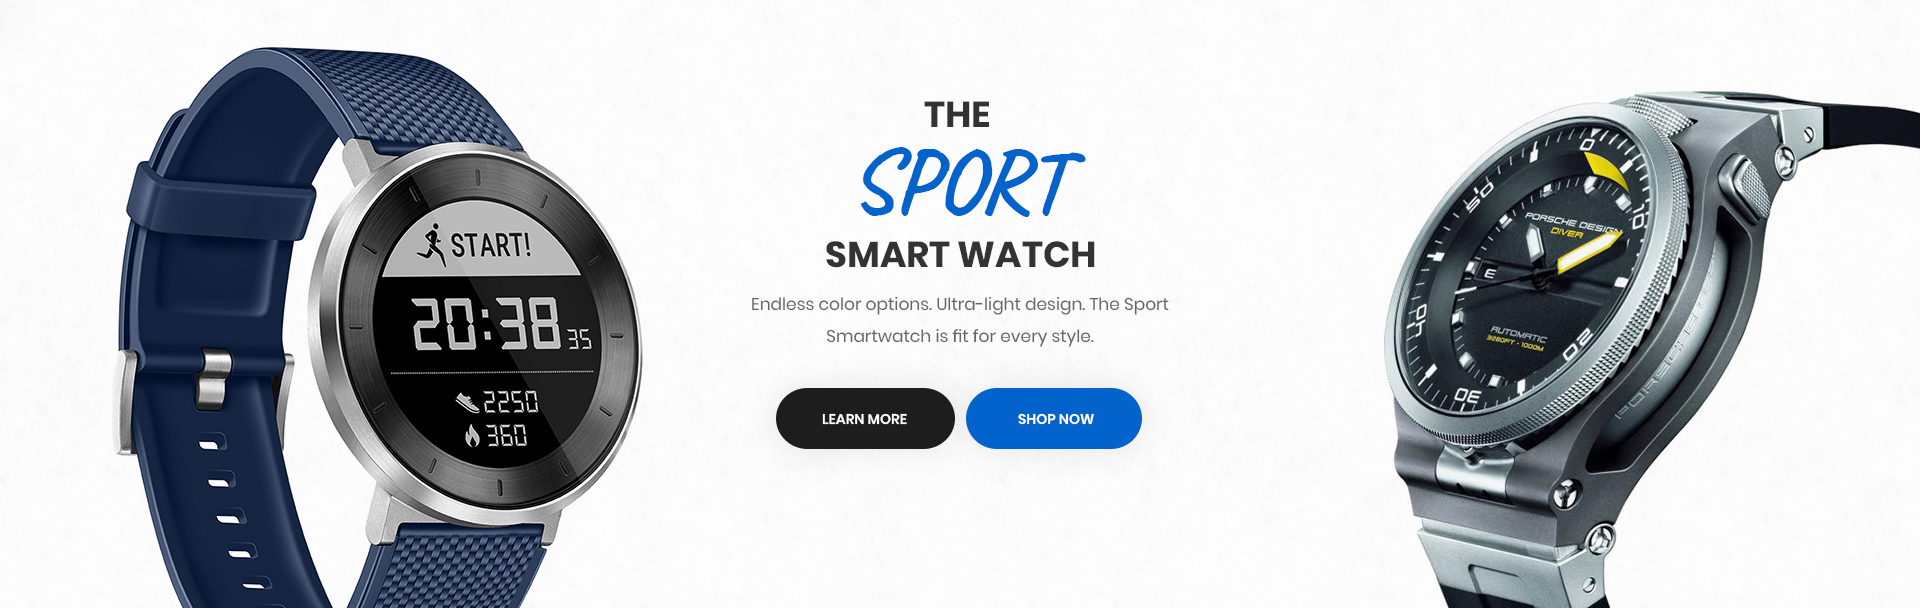 THE
SPORT
SMART WATCH
Endless color options. Ultra-light design. The Sport
Smartwatch is fit for every style.
LEARN MORE
SHOP NOW
START!
20:38 35
2250
360
0
10
20
30
40
50
PORSCHE DESIGN
DIVER
E
AUTOMATIC
3280FT · 1000M